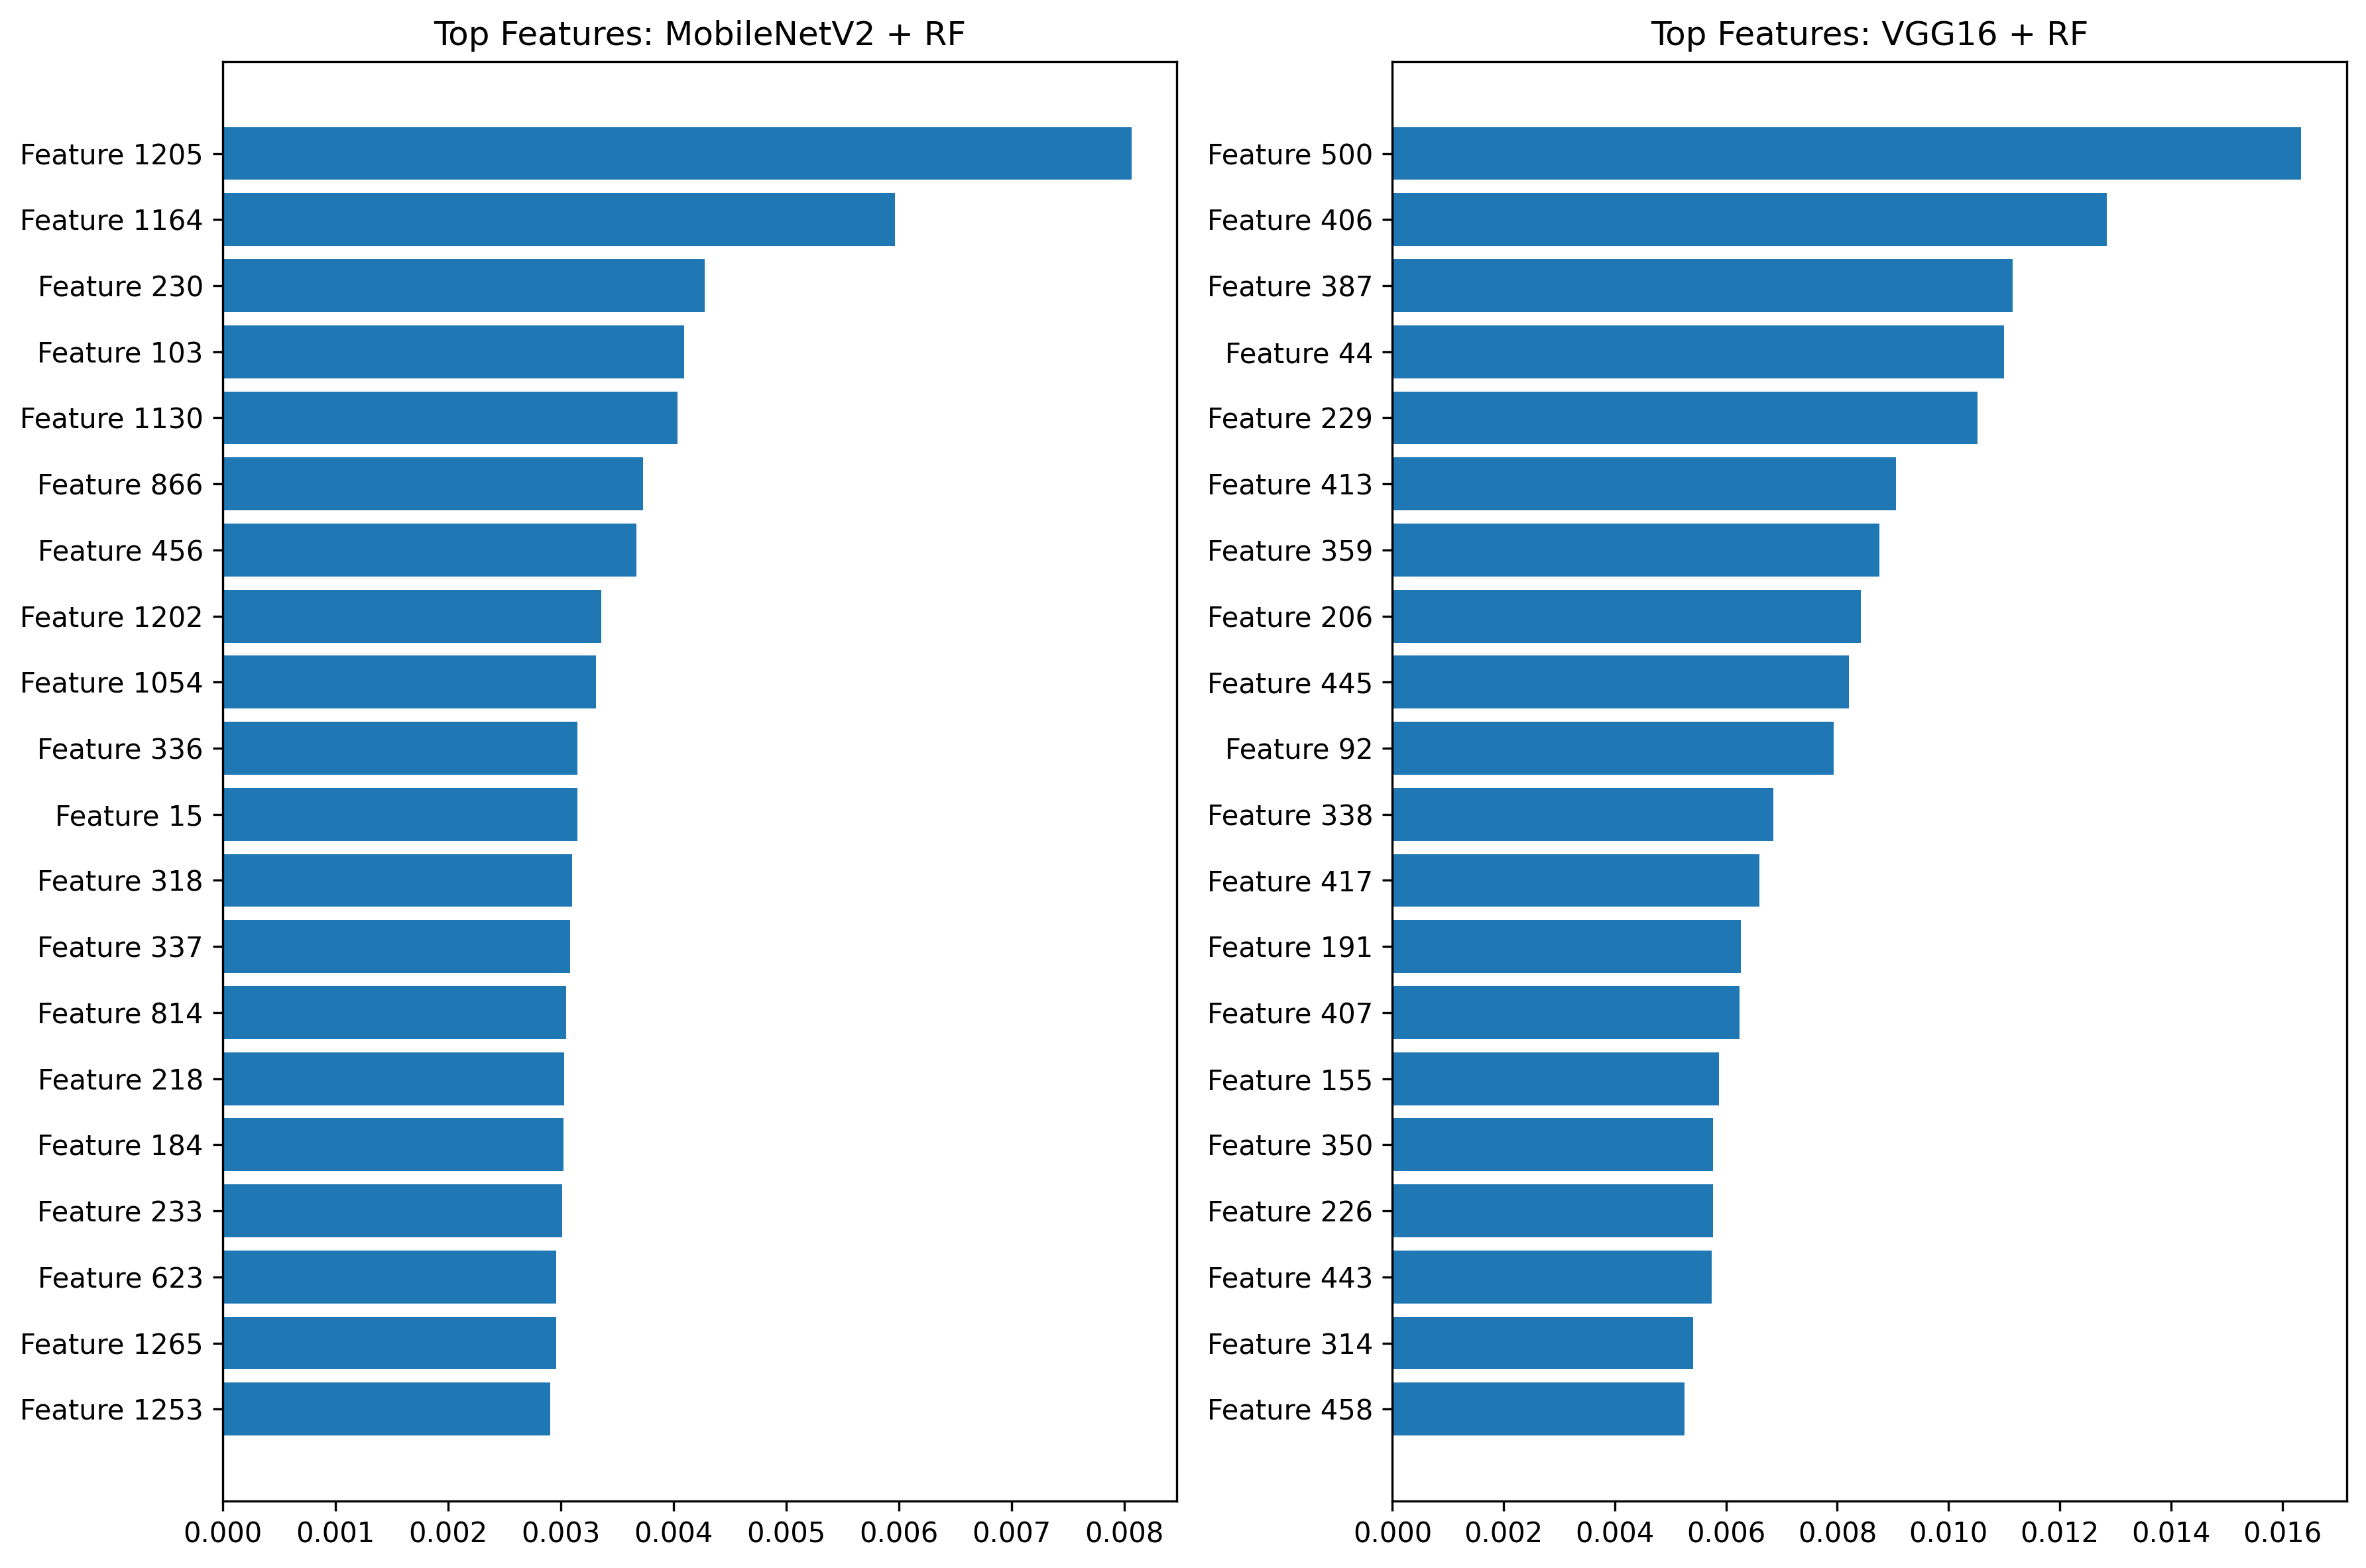 Top Features: MobileNetV2 + RF
Feature 1205
Feature 1164
Feature 230
Feature 103
Feature 1130
Feature 866
Feature 456
Feature 1202
Feature 1054
Feature 336
Feature 15
Feature 318
Feature 337
Feature 814
Feature 218
Feature 184
Feature 233
Feature 623
Feature 1265
Feature 1253
0.000 0.001 0.002 0.003 0.004 0.005 0.006 0.007 0.008
Top Features: VGG16 + RF
Feature 500
Feature 406
Feature 387
Feature 44
Feature 229
Feature 413
Feature 359
Feature 206
Feature 445
Feature 92
Feature 338
Feature 417
Feature 191
Feature 407
Feature 155
Feature 350
Feature 226
Feature 443
Feature 314
Feature 458
0.000 0.002 0.004 0.006 0.008 0.010 0.012 0.014 0.016